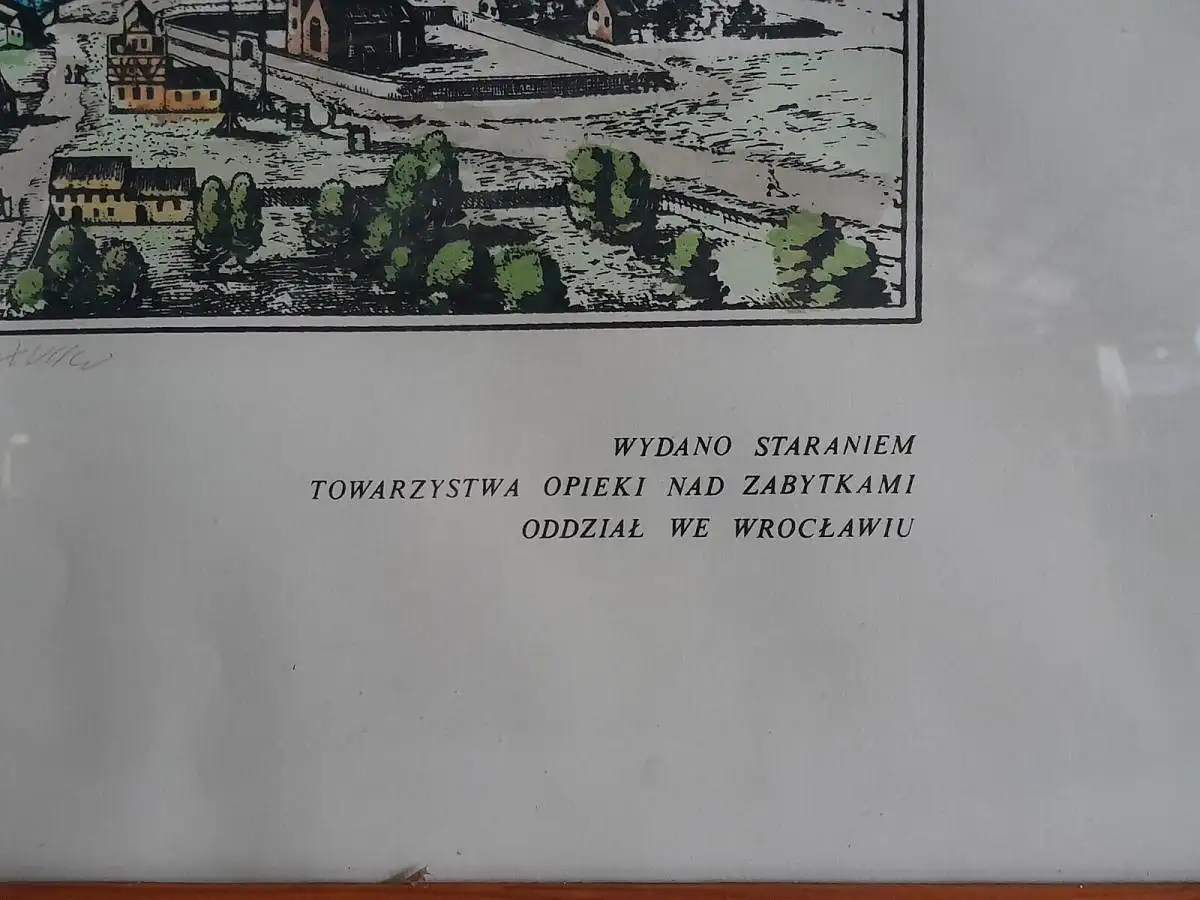 WYDANO STARANIEM
TOWARZYSTWA OPIEKI NAD ZABYTKAMI
ODDZIAŁ WE WROCŁAWIU